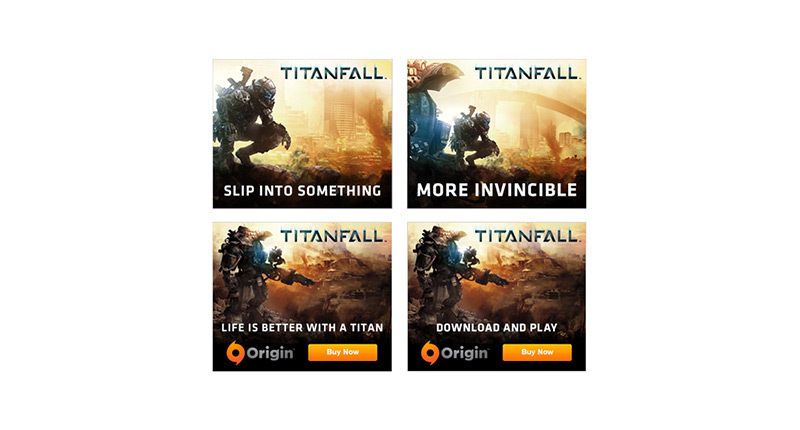 TITANFALL
SLIP INTO SOMETHING
TITANFALL
MORE INVINCIBLE
TITANFALL
LIFE IS BETTER WITH A TITAN
Origin Buy Now
TITANFALL
DOWNLOAD AND PLAY
Origin Buy Now